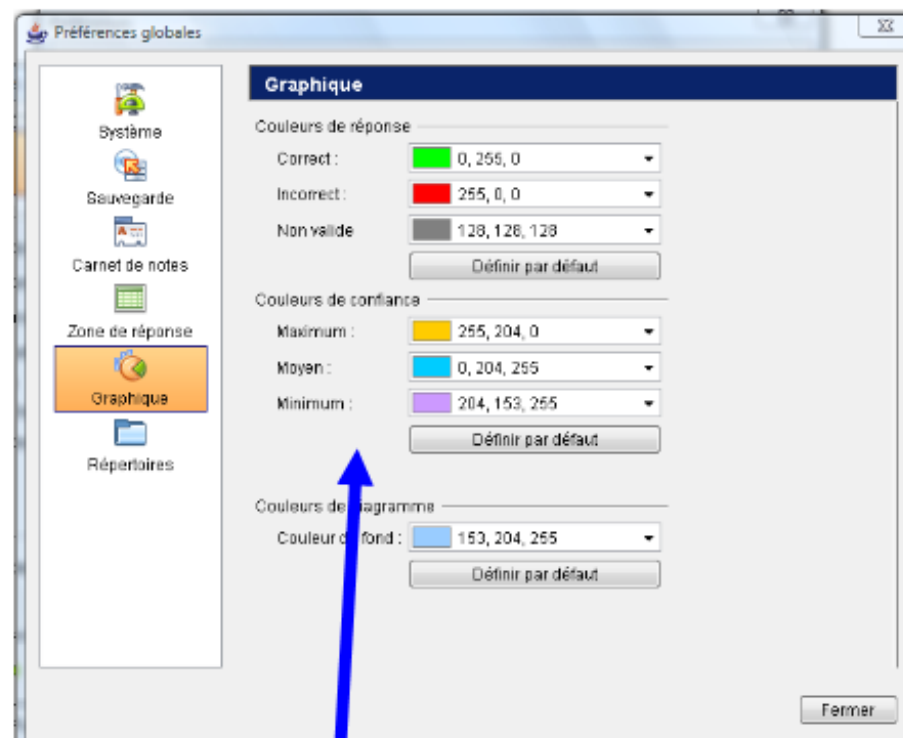 Préférences globales
Graphique
Système
Sauvegarde
Carnet de notes
Zone de réponse
Graphique
Répertoires
Couleurs de réponse
Correct : 0, 255, 0
Incorrect : 255, 0, 0
Non valide 128, 128, 128
Définir par défaut
Couleurs de confiance
Maximum : 255, 204, 0
Moyen : 0, 204, 255
Minimum : 204, 153, 255
Définir par défaut
Couleurs de diagramme
Couleur de fond : 153, 204, 255
Définir par défaut
Fermer